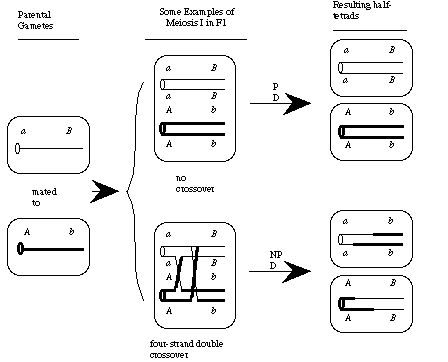 Parental
Gametes
Some Examples of
Meiosis I in F1
Resulting half-
tetrads
a B
mated
to
A b
a B
a B
A b
A b
no
crossover
P
D
a B
a B
A b
A b
a B
a b
A B
A b
four-strand double
crossover
NP
D
a b
a b
A B
A B